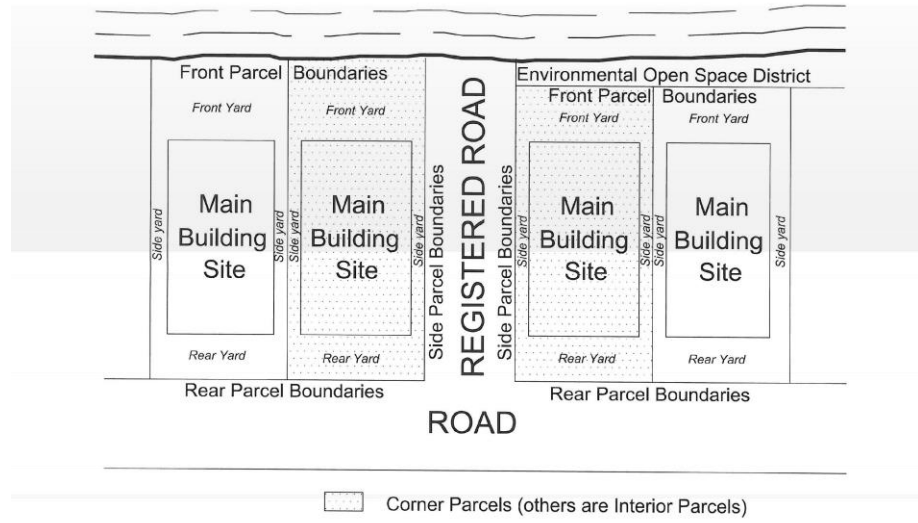 Front Parcel Boundaries
Environmental Open Space District
Front Parcel Boundaries
Front Yard
Front Yard
Front Yard
Front Yard
Side yard
Main
Building
Site
Side yard
Side yard
Main
Building
Site
Side yard
Side Parcel Boundaries
REGISTERED ROAD
Side Parcel Boundaries
Side yard
Main
Building
Site
Side yard
Side yard
Main
Building
Site
Side yard
Rear Yard
Rear Yard
Rear Yard
Rear Yard
Rear Parcel Boundaries
Rear Parcel Boundaries
ROAD
Corner Parcels (others are Interior Parcels)